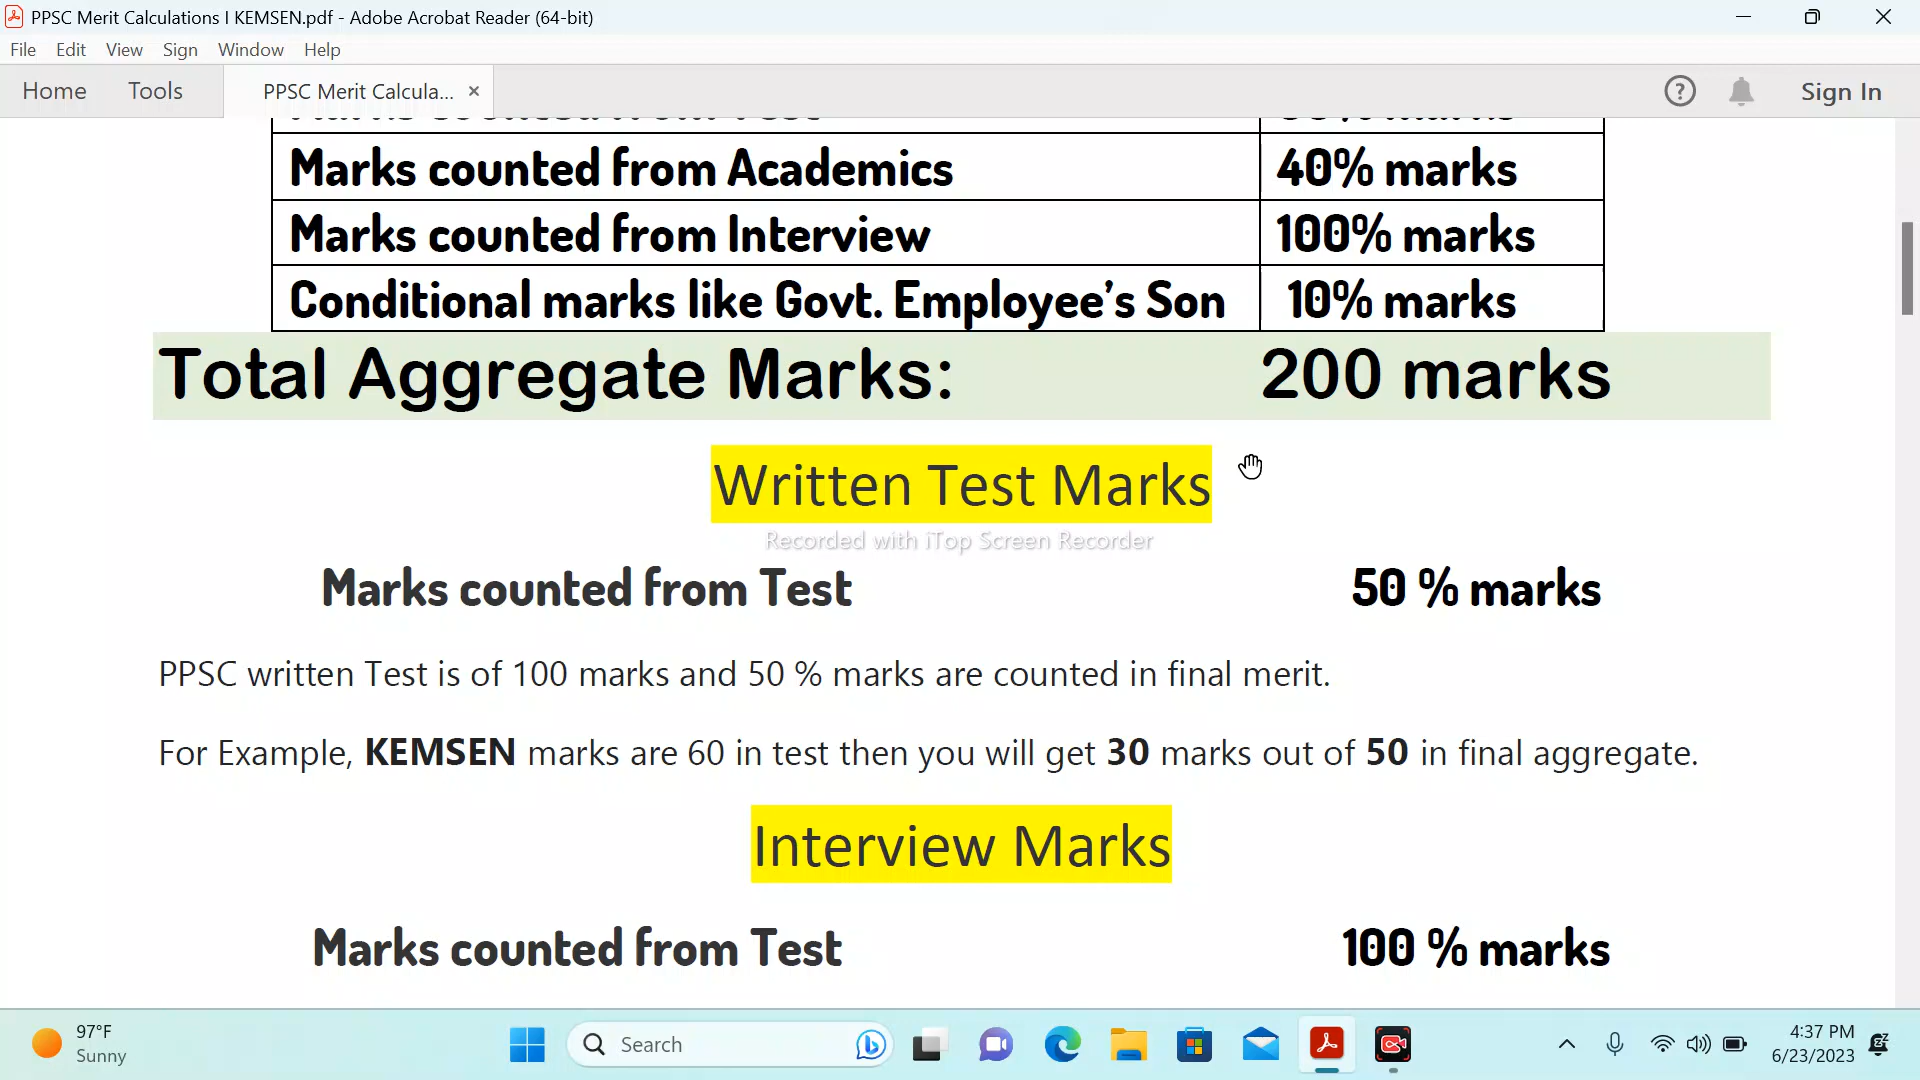 PPSC Merit Calculations I KEMSEN.pdf - Adobe Acrobat Reader (64-bit)
File Edit View Sign Window Help
Home Tools PPSC Merit Calcula... × Sign In
Marks counted from Academics 40% marks
Marks counted from Interview 100% marks
Conditional marks like Govt. Employee’s Son 10% marks
Total Aggregate Marks: 200 marks
Written Test Marks
Recorded with iTop Screen Recorder
Marks counted from Test 50 % marks
PPSC written Test is of 100 marks and 50 % marks are counted in final merit.
For Example, KEMSEN marks are 60 in test then you will get 30 marks out of 50 in final aggregate.
Interview Marks
Marks counted from Test 100 % marks
97°F
Sunny
Search
4:37 PM
6/23/2023